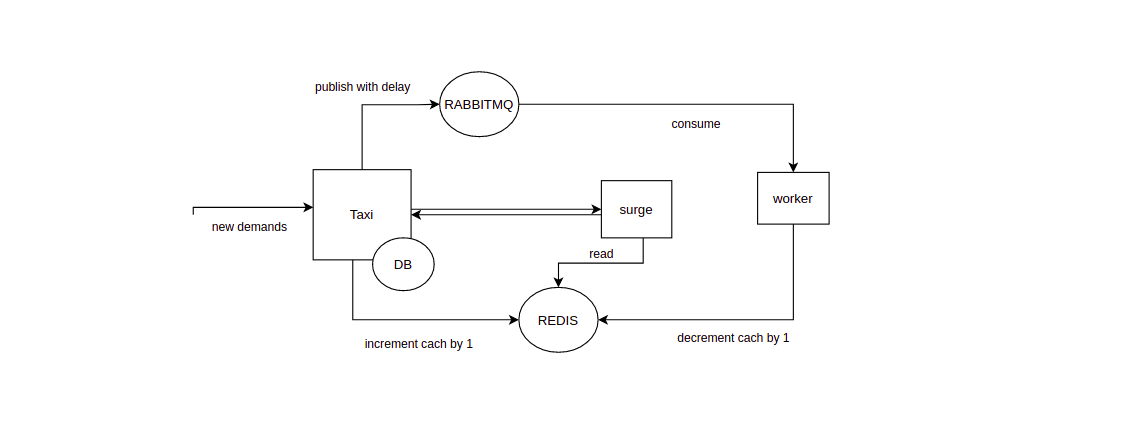 publish with delay
RABBITMQ
consume
Taxi
surge
worker
new demands
DB
read
REDIS
increment cach by 1
decrement cach by 1